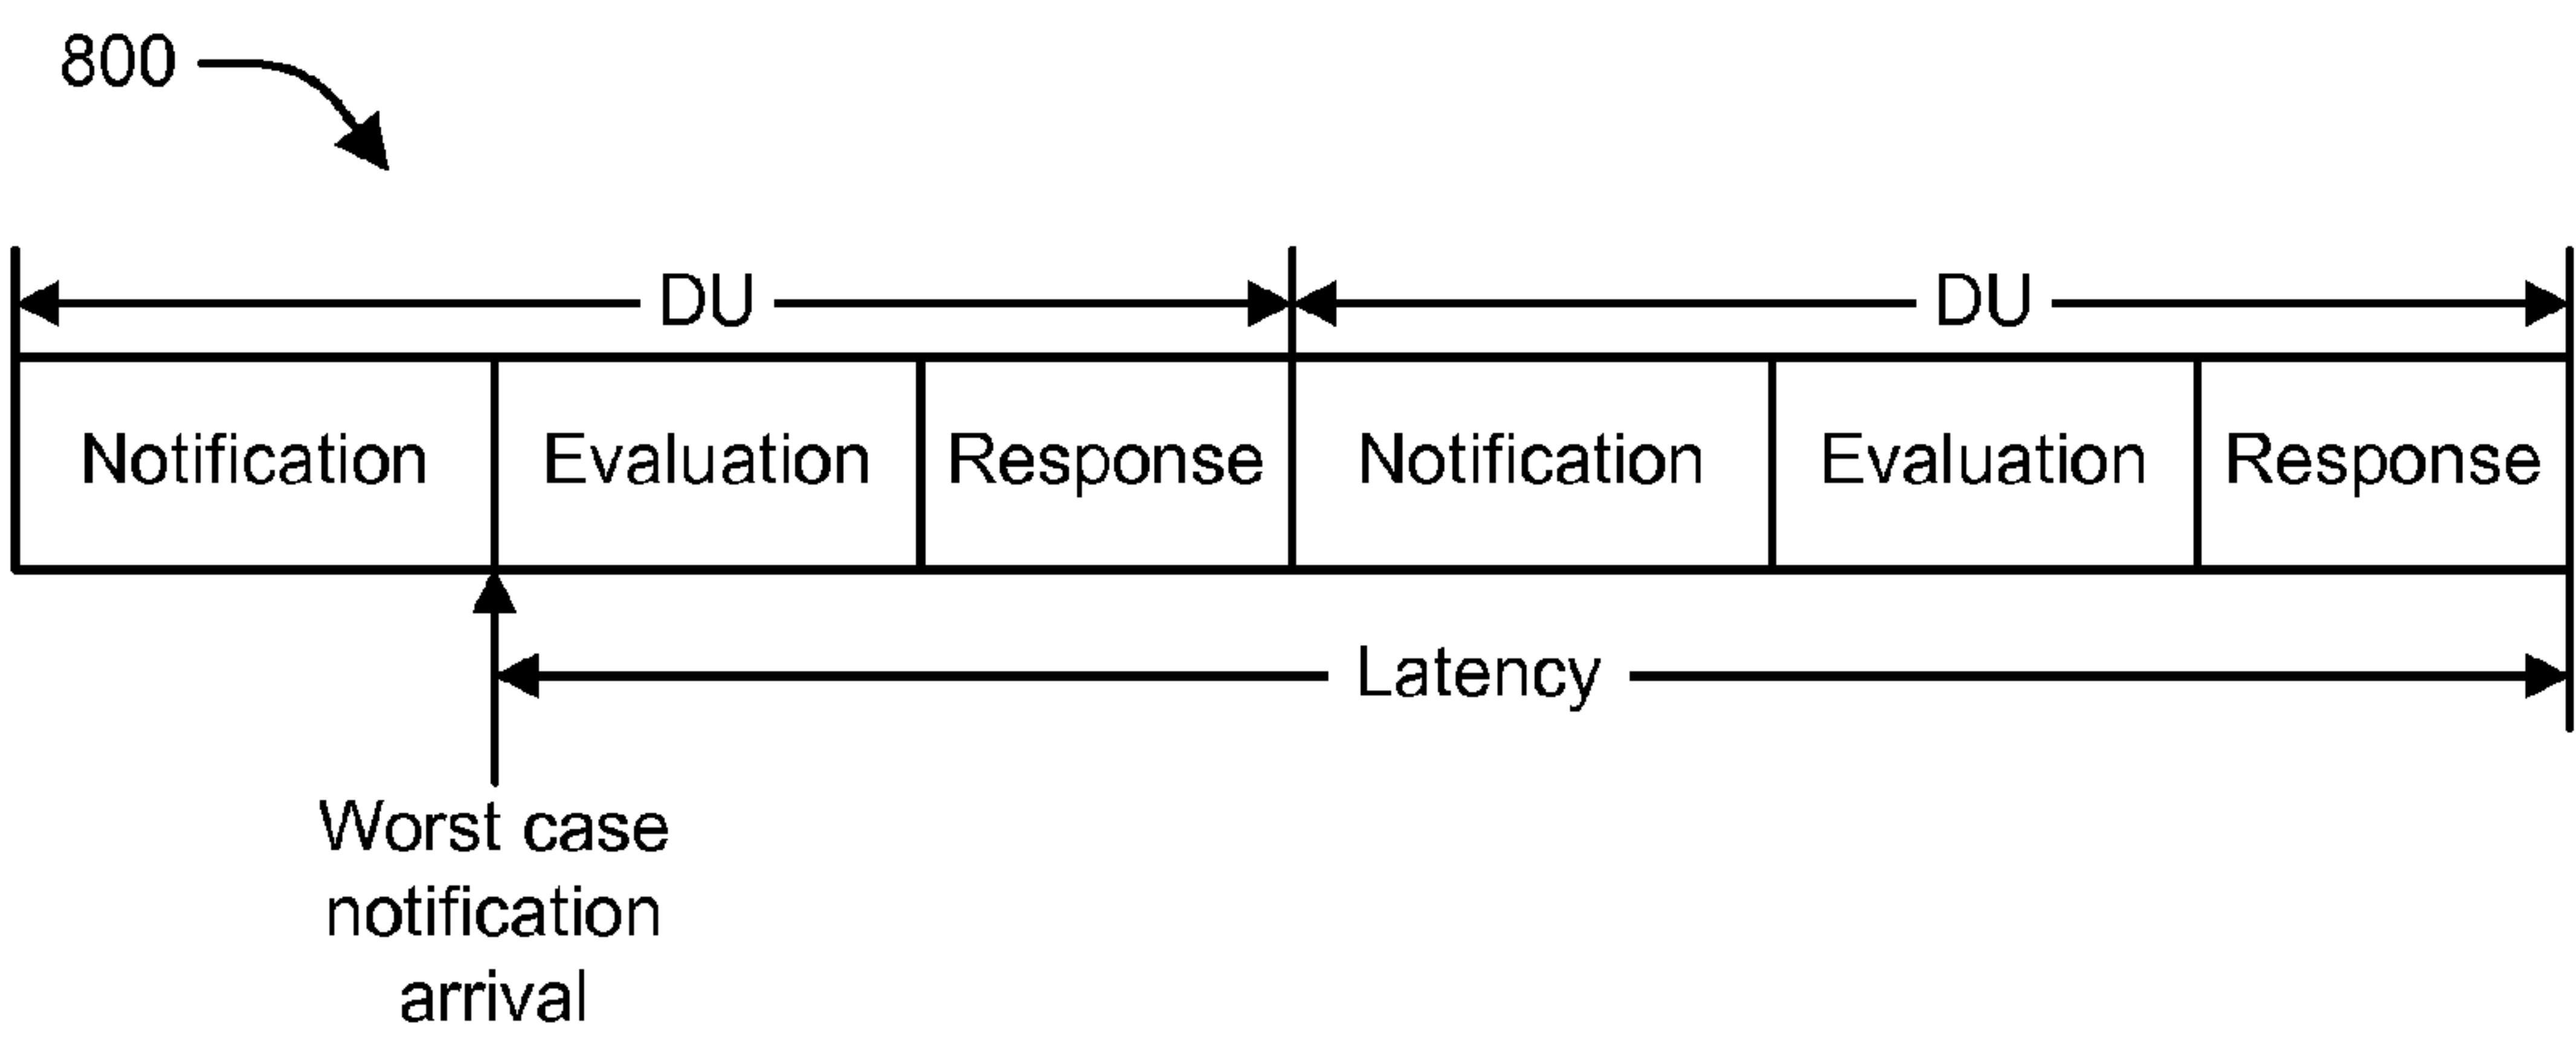 800
DU DU
Notification Evaluation Response Notification Evaluation Response
Latency
Worst case
notification
arrival